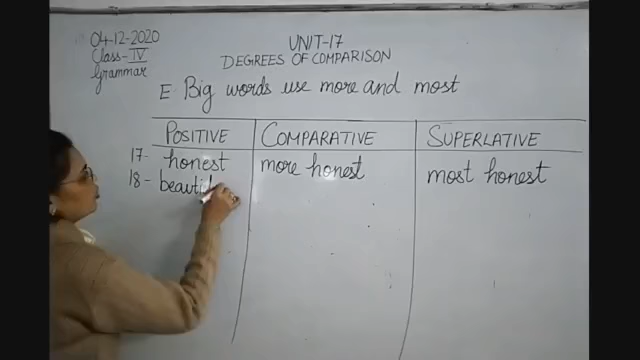 04-12-2020
Class-IV
Grammar
UNIT-17
DEGREES OF COMPARISON
E. Big words use more and most
POSITIVE COMPARATIVE SUPERLATIVE
17- honest more honest most honest
18-